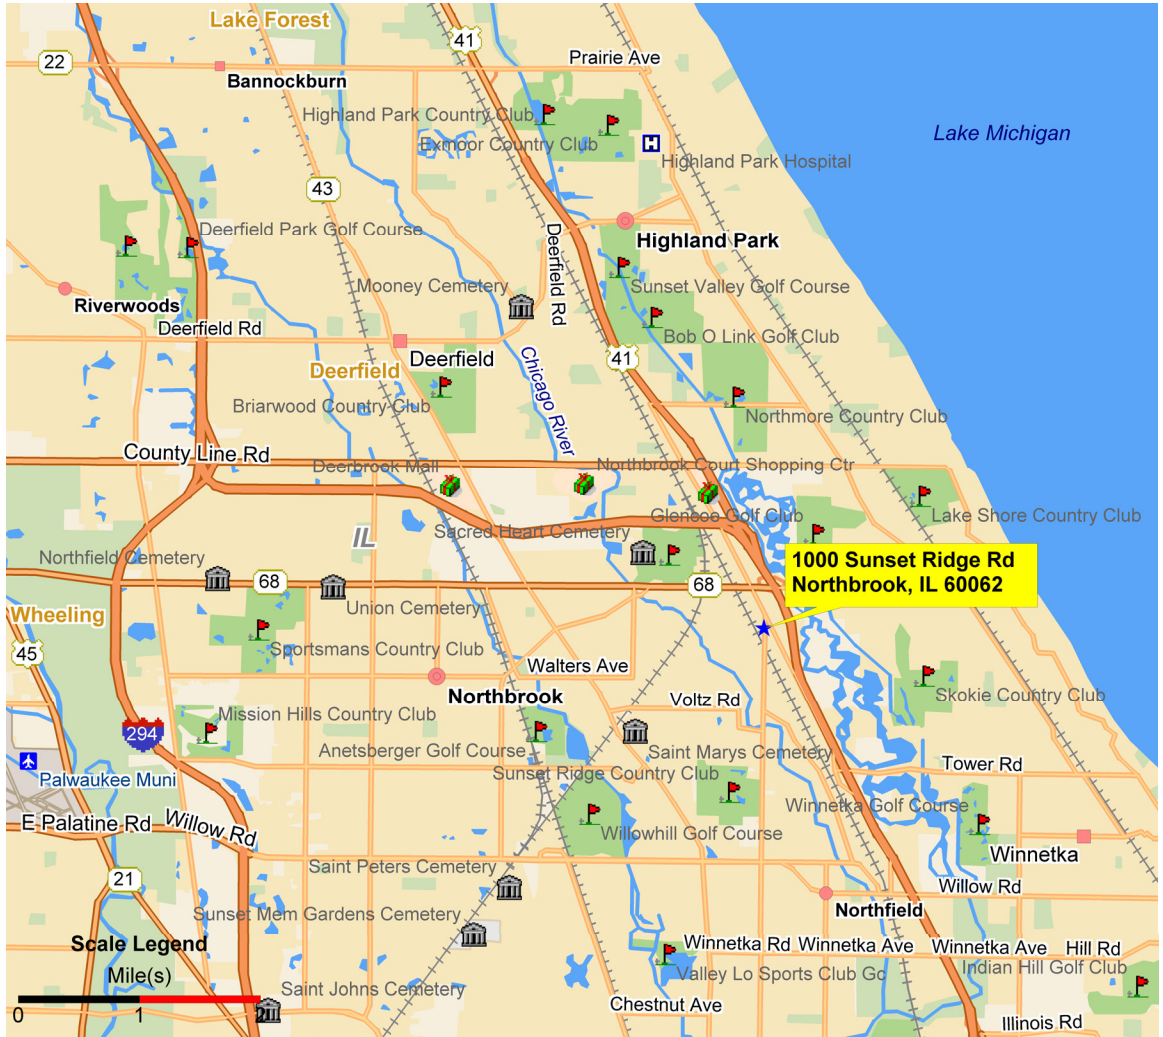 Lake Forest
41
22
Prairie Ave
Bannockburn
Highland Park Country Club
Lake Michigan
Exmoor Country Club
H
Highland Park Hospital
43
Deerfield Park Golf Course
Deerfield Rd
Highland Park
Mooney Cemetery
Sunset Valley Golf Course
Riverwoods
Deerfield Rd
Bob O Link Golf Club
Deerfield
41
Chicago River
Deerfield
Briarwood Country Club
Northmore Country Club
County Line Rd
Deerbrook Mall
Northbrook Court Shopping Ctr
Glencoe Golf Club
Lake Shore Country Club
Sacred Heart Cemetery
IL
Northfield Cemetery
1000 Sunset Ridge Rd
Northbrook, IL 60062
68
68
Union Cemetery
Wheeling
45
Sportsmans Country Club
Walters Ave
Northbrook
Voltz Rd
Skokie Country Club
Mission Hills Country Club
294
Anetsberger Golf Course
Saint Marys Cemetery
Tower Rd
Palwaukee Muni
Sunset Ridge Country Club
Winnetka Golf Course
E Palatine Rd
Willow Rd
Willowhill Golf Course
Winnetka
Saint Peters Cemetery
21
Willow Rd
Sunset Mem Gardens Cemetery
Northfield
Scale Legend
Winnetka Rd
Winnetka Ave
Winnetka Ave
Hill Rd
Mile(s)
Valley Lo Sports Club Gc
Indian Hill Golf Club
Saint Johns Cemetery
Chestnut Ave
0
1
2
Illinois Rd